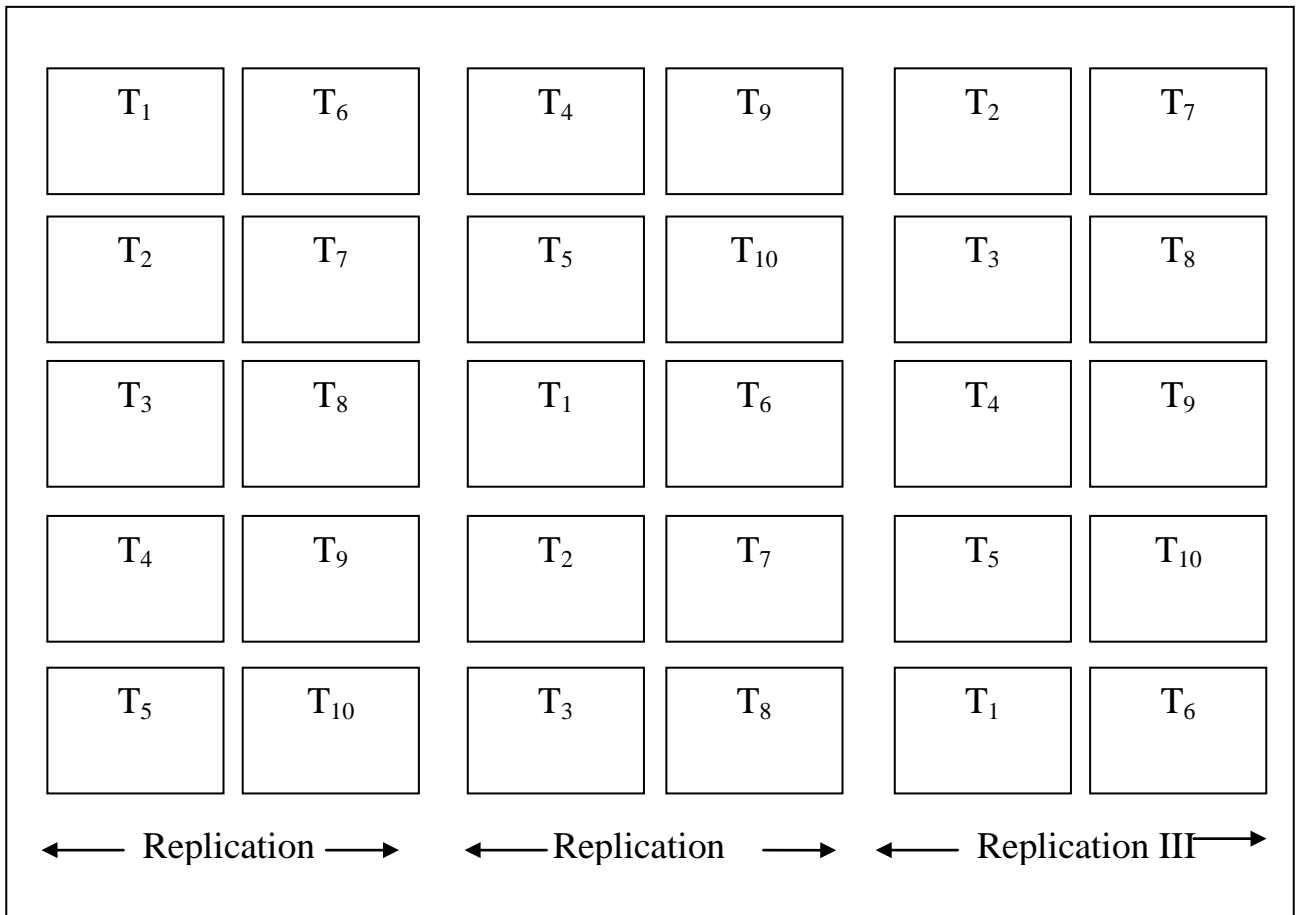 T₁ T₆ T₄ T₉ T₂ T₇
T₂ T₇ T₅ T₁₀ T₃ T₈
T₃ T₈ T₁ T₆ T₄ T₉
T₄ T₉ T₂ T₇ T₅ T₁₀
T₅ T₁₀ T₃ T₈ T₁ T₆
Replication Replication Replication III